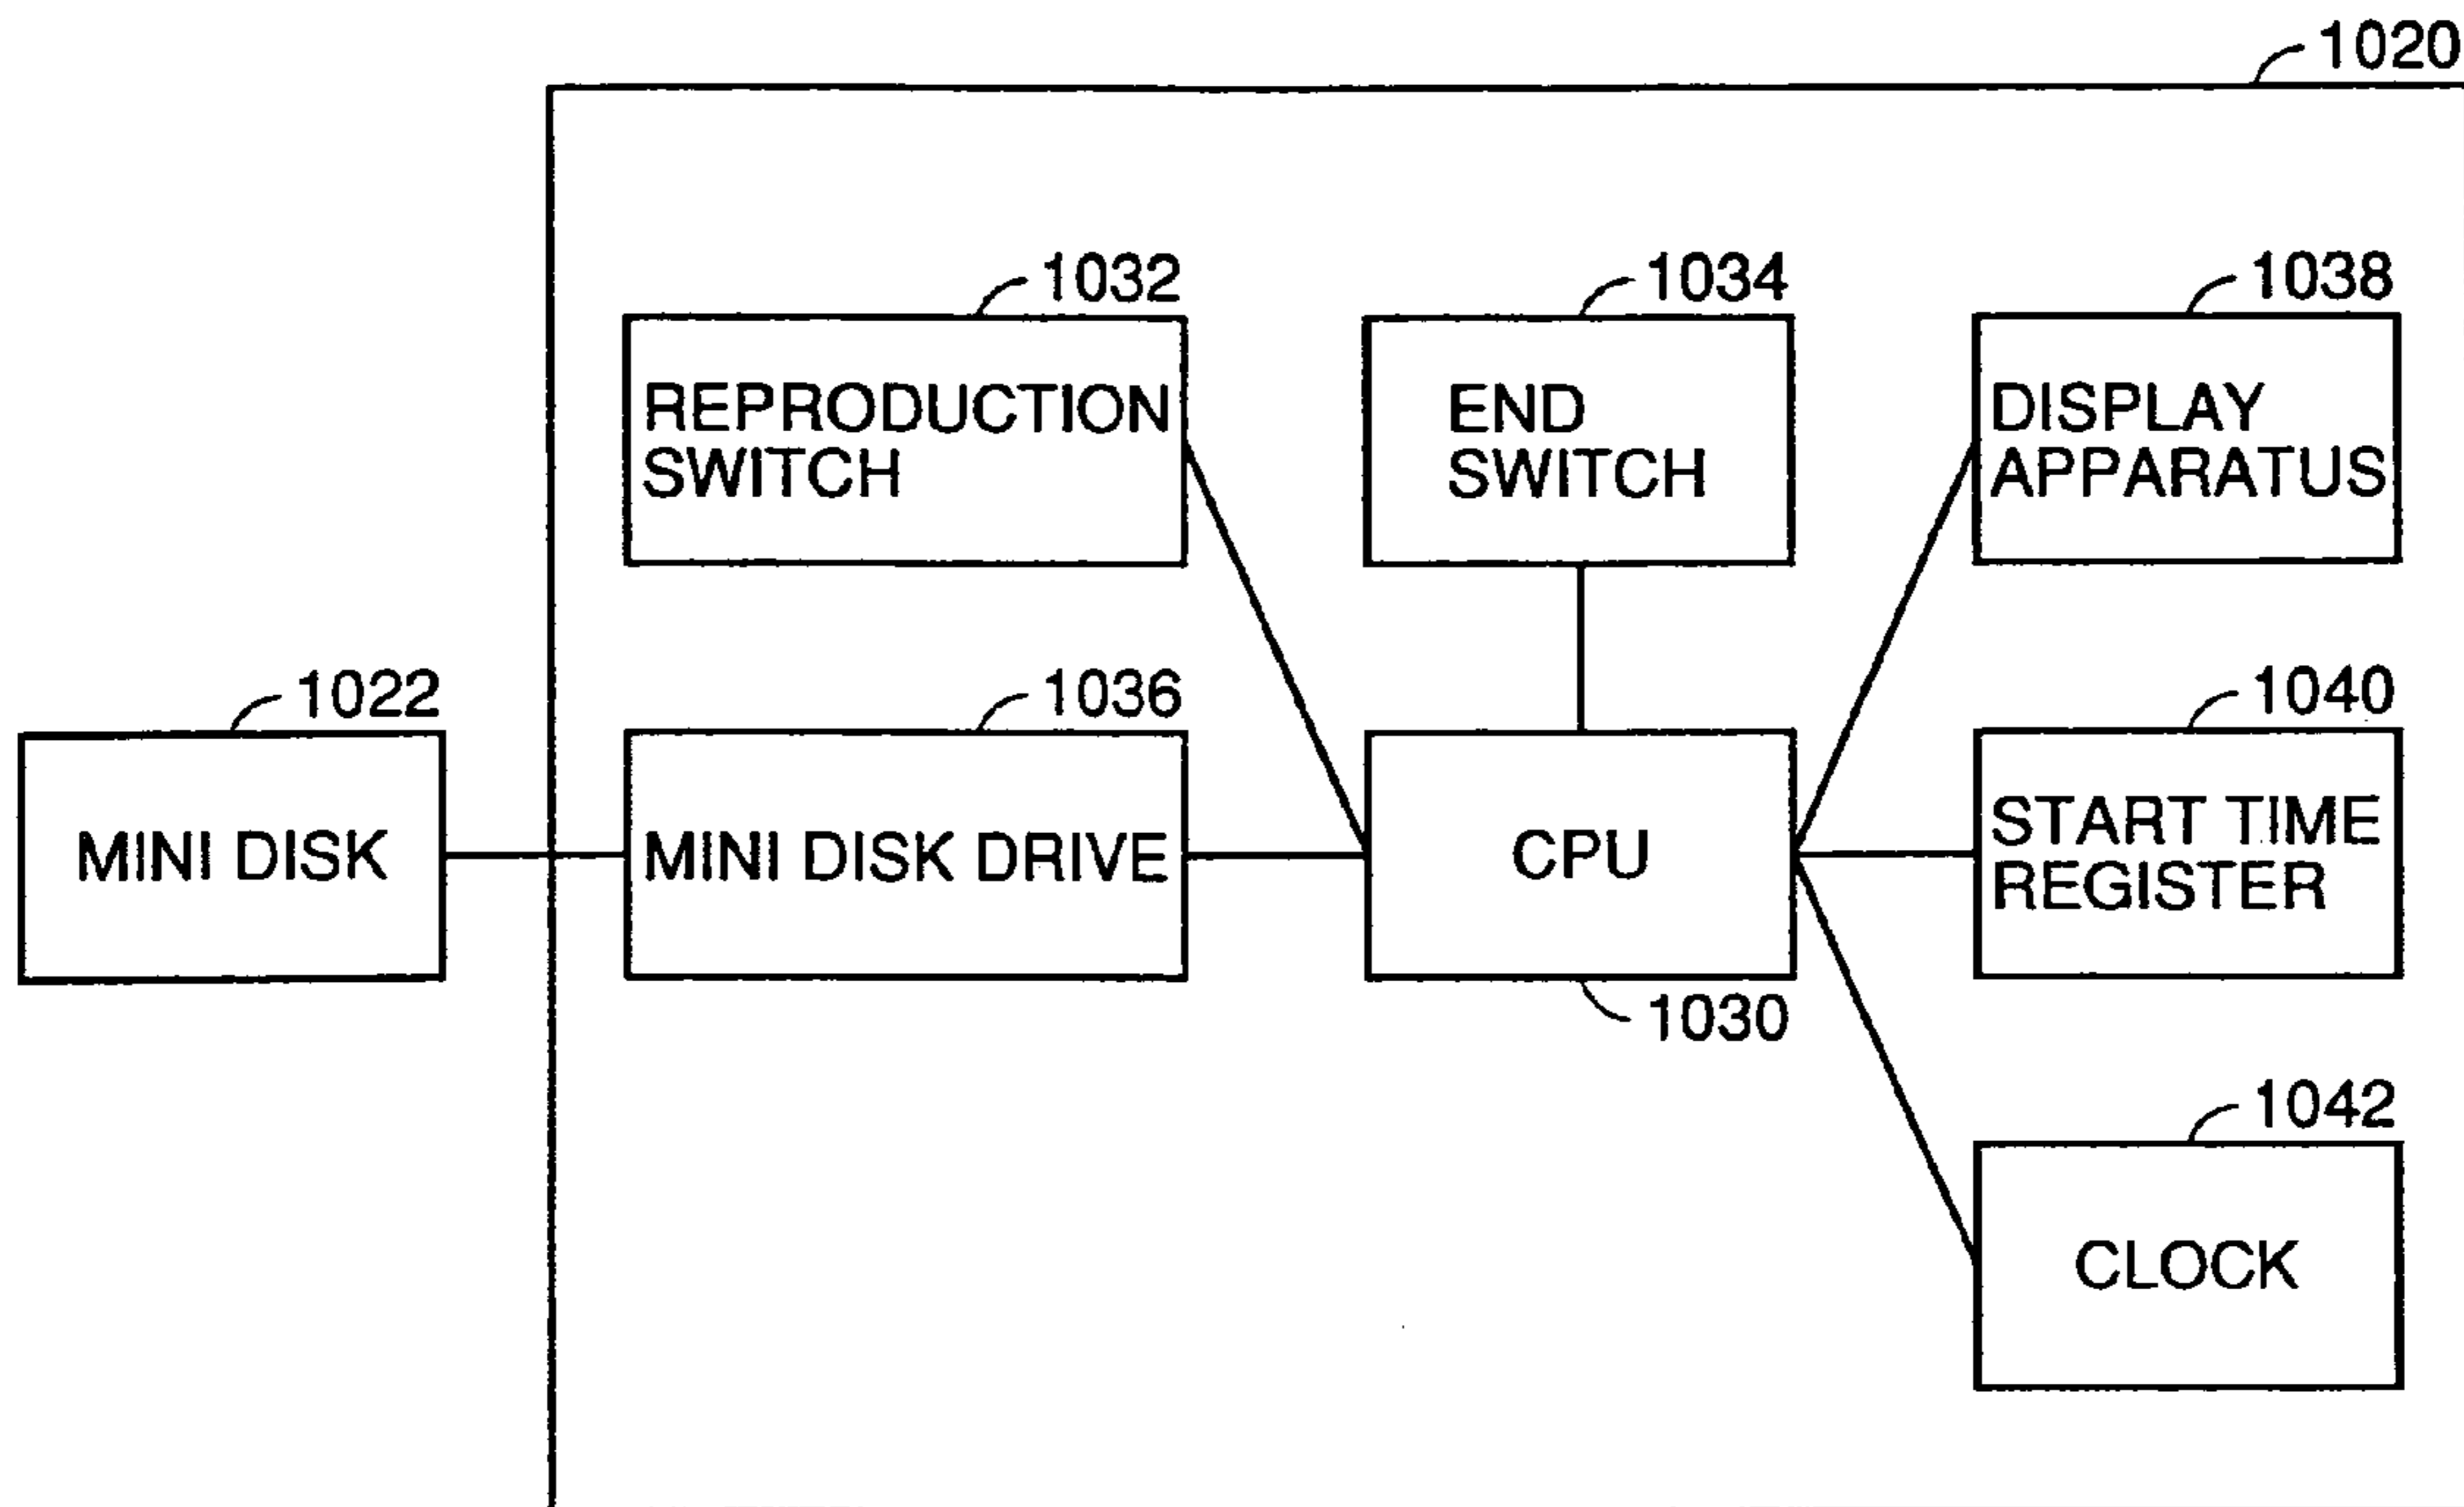 1020
1032
REPRODUCTION
SWITCH
1034
END
SWITCH
1038
DISPLAY
APPARATUS
1022
MINI DISK
1036
MINI DISK DRIVE
CPU
1030
1040
START TIME
REGISTER
1042
CLOCK